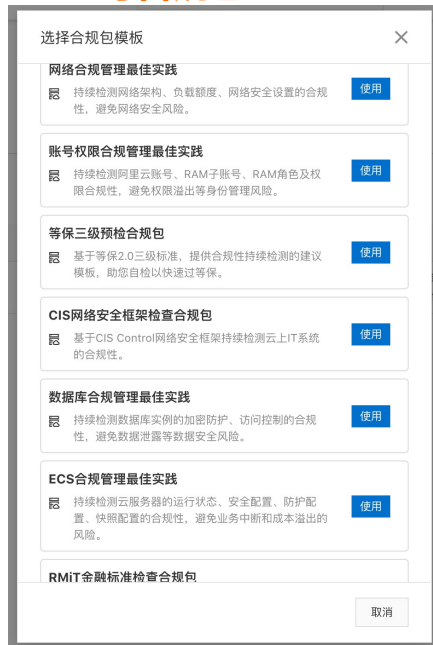 选择合规包模板
网络合规管理最佳实践
持续检测网络架构、负载额度、网络安全设置的合规
性，避免网络安全风险。
使用
账号权限合规管理最佳实践
持续检测阿里云账号、RAM子账号、RAM角色及权
限合规性，避免权限溢出等身份管理风险。
使用
等保三级预检合规包
基于等保2.0三级标准，提供合规性持续检测的建议
模板，助您自检以快速过等保。
使用
CIS网络安全框架检查合规包
基于CIS Control网络安全框架持续检测云上IT系统
的合规性。
使用
数据库合规管理最佳实践
持续检测数据库实例的加密防护、访问控制的合规
性，避免数据泄露等数据安全风险。
使用
ECS合规管理最佳实践
持续检测云服务器的运行状态、安全配置、防护配
置、快照配置的合规性，避免业务中断和成本溢出的
风险。
使用
RMiT金融标准检查合规包
取消